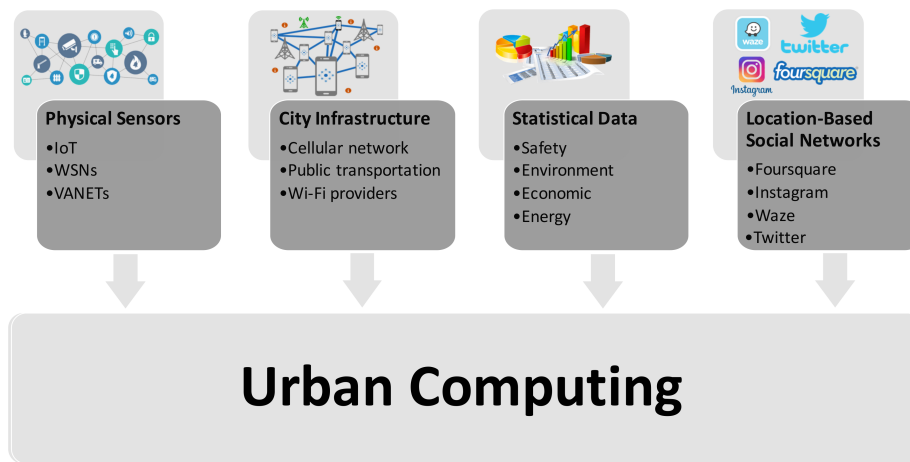 waze
twitter
Instagram
foursquare
Physical Sensors
•IoT
•WSNs
•VANETs
City Infrastructure
•Cellular network
•Public transportation
•Wi-Fi providers
Statistical Data
•Safety
•Environment
•Economic
•Energy
Location-Based
Social Networks
•Foursquare
•Instagram
•Waze
•Twitter
Urban Computing